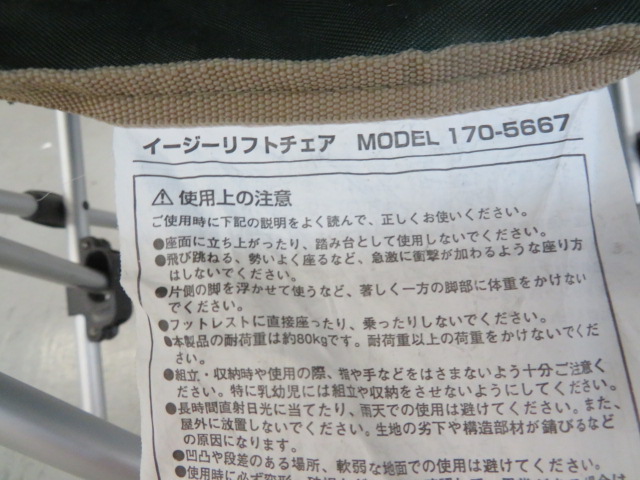 イージーリフトチェア MODEL 170-5667
⚠ 使用上の注意
ご使用時に下記の説明をよく読んで、正しくお使いください。
●座面に立ち上がったり、踏み台として使用しないでください。
●飛び跳ねる、勢いよく座るなど、急激に衝撃が加わるような座り方
はしないでください。
●片側の脚を浮かせて使うなど、著しく一方の脚部に体重をかけない
でください。
●フットレストに直接座ったり、乗ったりしないでください。
●本製品の耐荷重は約80kgです。耐荷重以上の荷重をかけないでくだ
さい。
●組立・収納時や使用の際、指や手などをはさまないよう十分ご注意く
ださい。特に乳幼児には組立や収納をさせないようにしてください。
●長時間直射日光に当てたり、雨天での使用は避けてください。また、
屋外に放置しないでください。生地の劣下や構造部材が錆びるなど
の原因になります。
●凹凸や段差のある場所、軟弱な地面での使用は避けてください。
●使用時に必ず